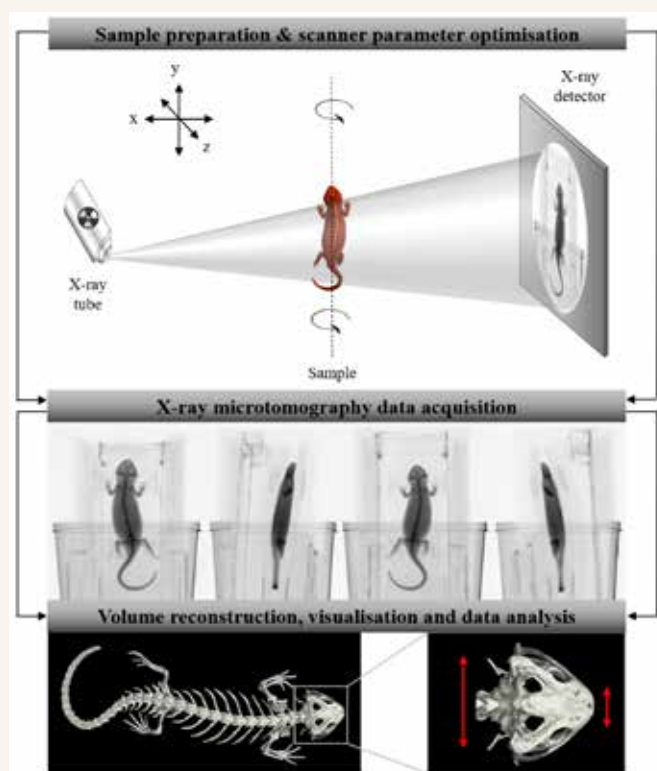 Sample preparation & scanner parameter optimisation
y
x
z
X-ray
detector
X-ray
tube
Sample
X-ray microtomography data acquisition
Volume reconstruction, visualisation and data analysis